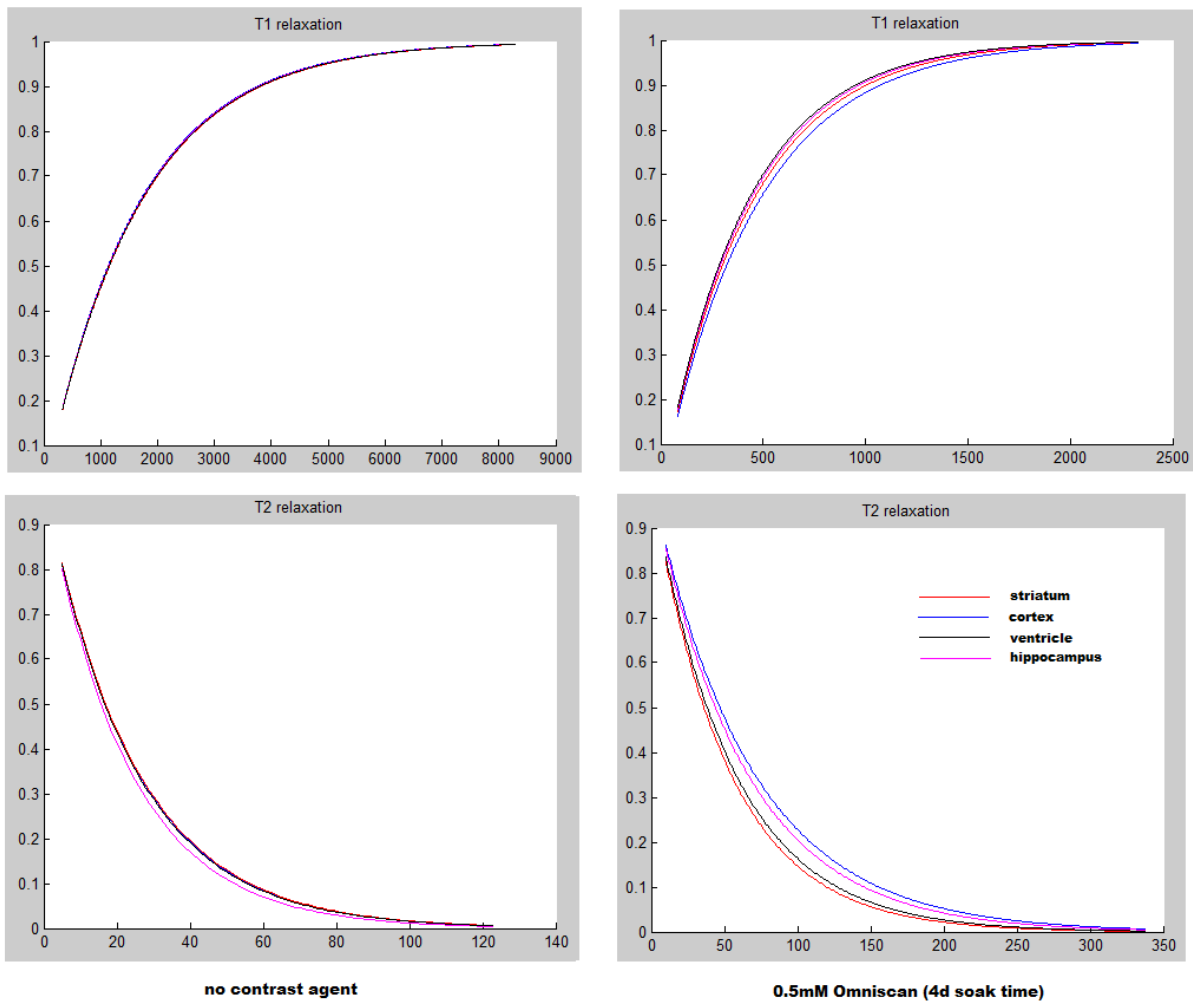 T1 relaxation
1
0.9
0.8
0.7
0.6
0.5
0.4
0.3
0.2
0.1
0 1000 2000 3000 4000 5000 6000 7000 8000 9000
T1 relaxation
1
0.9
0.8
0.7
0.6
0.5
0.4
0.3
0.2
0.1
0 500 1000 1500 2000 2500
T2 relaxation
0.9
0.8
0.7
0.6
0.5
0.4
0.3
0.2
0.1
0
0 20 40 60 80 100 120 140
no contrast agent
T2 relaxation
0.9
0.8
0.7
0.6
0.5
0.4
0.3
0.2
0.1
0
0 50 100 150 200 250 300 350
striatum
cortex
ventricle
hippocampus
0.5mM Omniscan (4d soak time)